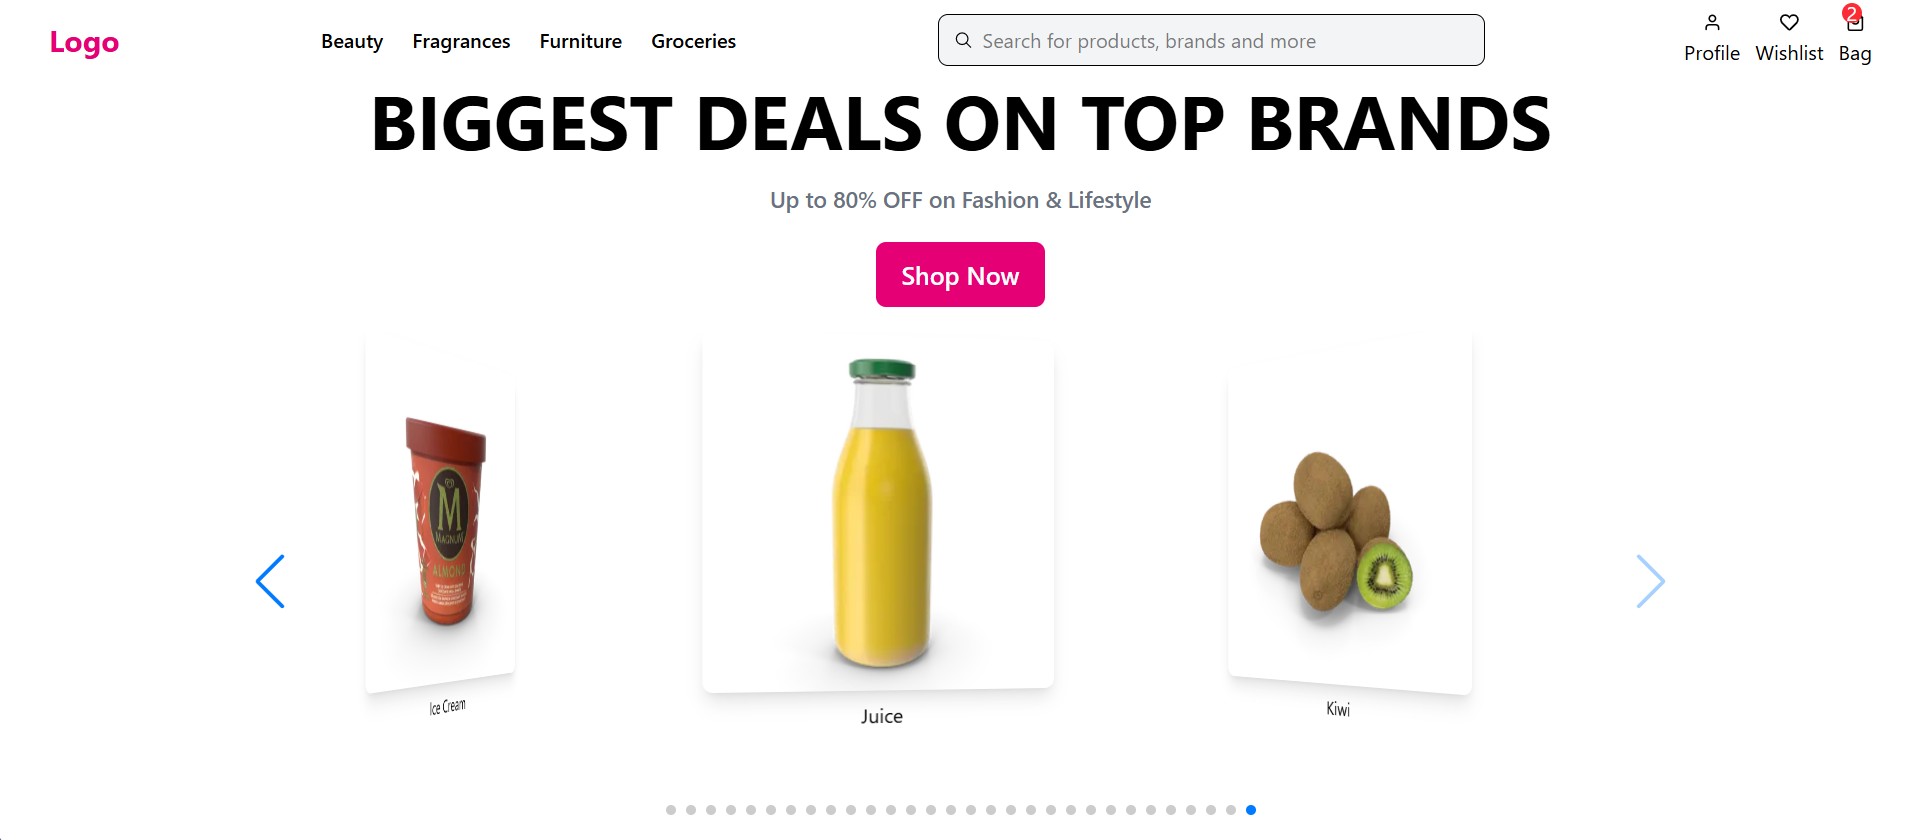 Logo
Beauty Fragrances Furniture Groceries
Search for products, brands and more
2
Profile Wishlist Bag
BIGGEST DEALS ON TOP BRANDS
Up to 80% OFF on Fashion & Lifestyle
Shop Now
M
MAGNUM
ALMOND
Ice Cream
Juice
Kiwi